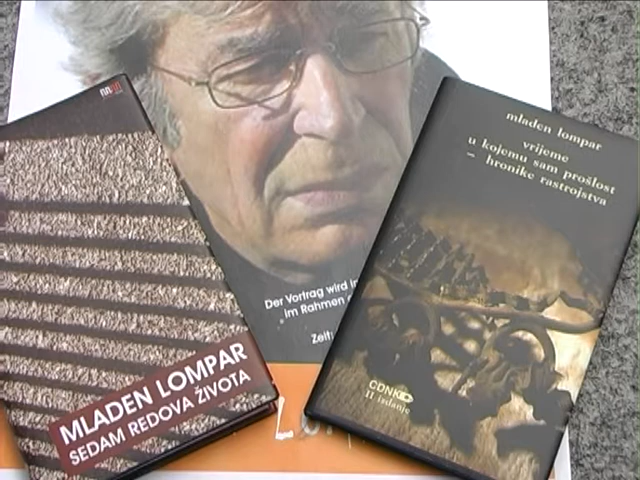 mladen lompar
vrijeme
u kojemu sam prošlost
– hronike rastrojstva
CDNK
II izdanje
Der Vortrag wird
im Rahmen
Zeit:
MLADEN LOMPAR
SEDAM REDOVA ŽIVOTA